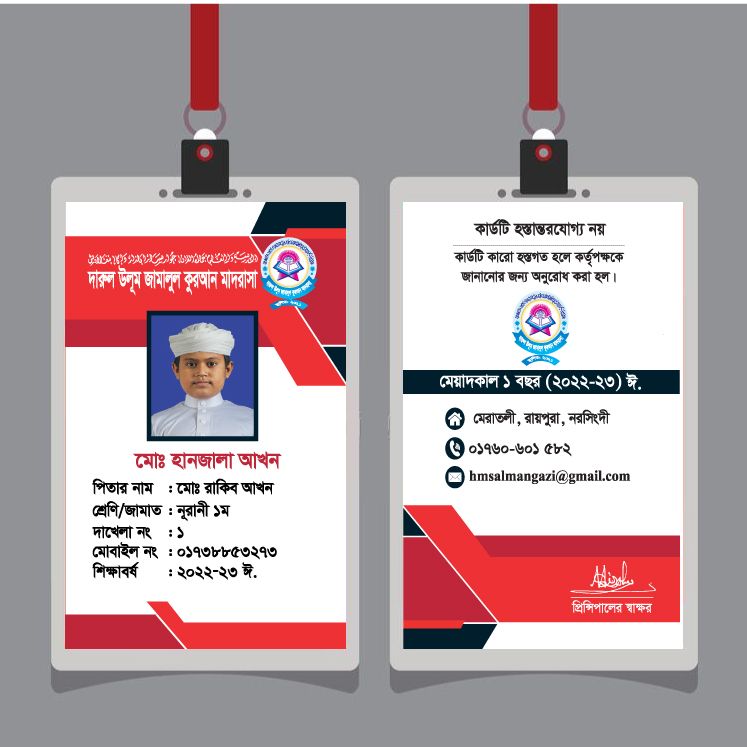 দারুল উলুম জামালুল কুরআন মাদরাসা
মোঃ হানজালা আখন
পিতার নাম : মোঃ রাকিব আখন
শ্রেণি/জামাত : নূরানী ১ম
দাখেলা নং : ১
মোবাইল নং : ০১৭৩৮৮৫৩২৭৩
শিক্ষাবর্ষ : ২০২২-২৩ ঈ.
কার্ডটি হস্তান্তরযোগ্য নয়
কার্ডটি কারো হস্তগত হলে কর্তৃপক্ষকে
জানানোর জন্য অনুরোধ করা হল।
মেয়াদকাল ১ বছর (২০২২-২৩) ঈ.
মেরাতলী, রায়পুরা, নরসিংদী
০১৭৬০-৬০১ ৫৮২
hmsalmangazi@gmail.com
প্রিন্সিপালের স্বাক্ষর